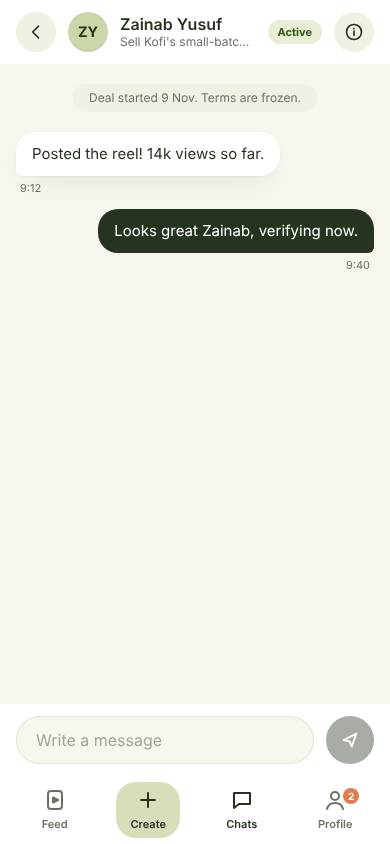 ZY
Zainab Yusuf
Sell Kofi's small-batc...
Active
Deal started 9 Nov. Terms are frozen.
Posted the reel! 14k views so far.
9:12
Looks great Zainab, verifying now.
9:40
Write a message
Feed
Create
Chats
2
Profile